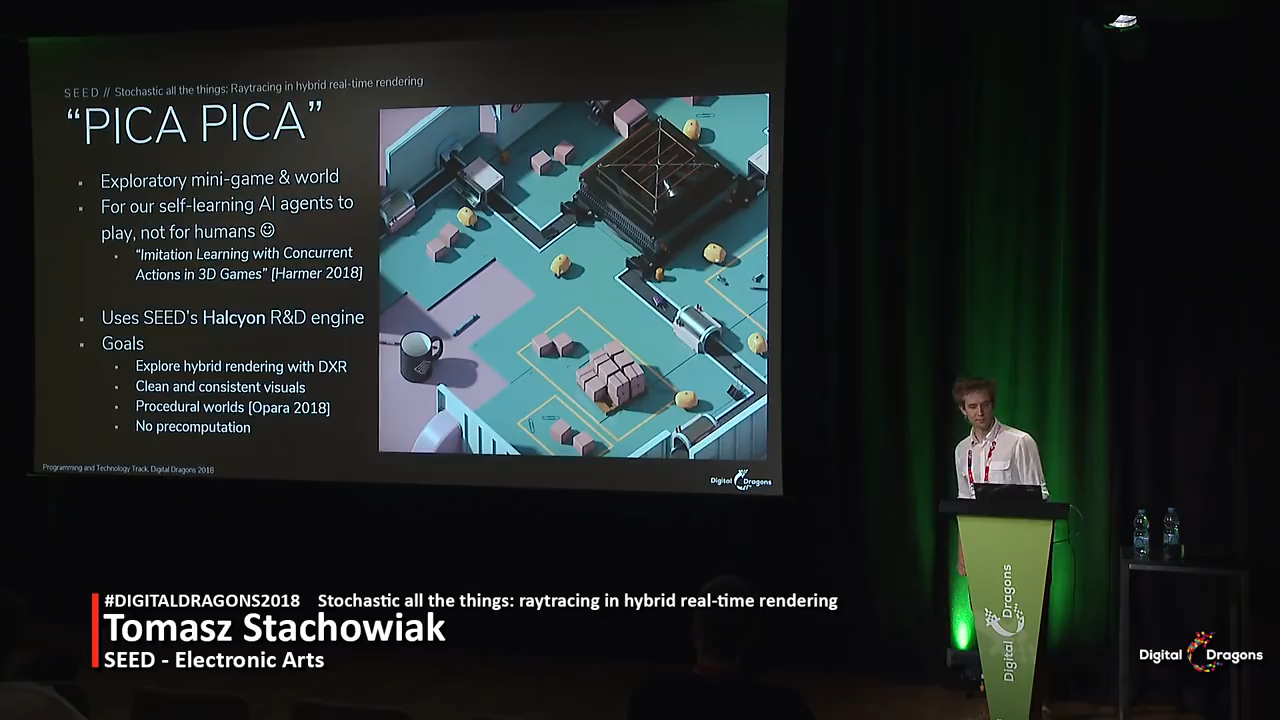 SEED // Stochastic all the things: Raytracing in hybrid real-time rendering
“PICA PICA”
Exploratory mini-game & world
For our self-learning AI agents to
play, not for humans ☺
“Imitation Learning with Concurrent
Actions in 3D Games” [Harmer 2018]
Uses SEED’s Halcyon R&D engine
Goals
Explore hybrid rendering with DXR
Clean and consistent visuals
Procedural worlds [Opara 2018]
No precomputation
Programming and Technology Track, Digital Dragons 2018
Digital Dragons
Digital Dragons
#DIGITALDRAGONS2018 Stochastic all the things: raytracing in hybrid real-time rendering
Tomasz Stachowiak
SEED - Electronic Arts
Digital Dragons